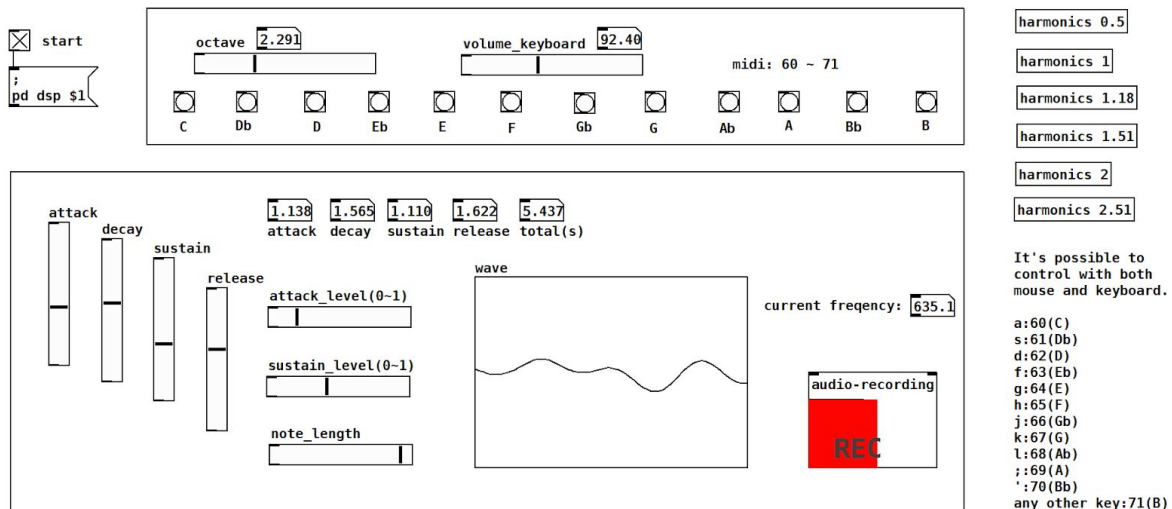 start
;
pd dsp $1
octave
2.291
volume_keyboard
92.40
midi: 60 ~ 71
C
Db
D
Eb
E
F
Gb
G
Ab
A
Bb
B
harmonics 0.5
harmonics 1
harmonics 1.18
harmonics 1.51
harmonics 2
harmonics 2.51
attack
decay
sustain
release
1.138
1.565
1.110
1.622
5.437
attack
decay
sustain
release
total(s)
attack_level(0~1)
sustain_level(0~1)
note_length
wave
current freqency:
635.1
audio-recording
REC
It's possible to
control with both
mouse and keyboard.
a:60(C)
s:61(Db)
d:62(D)
f:63(Eb)
g:64(E)
h:65(F)
j:66(Gb)
k:67(G)
l:68(Ab)
;:69(A)
':70(Bb)
any other key:71(B)